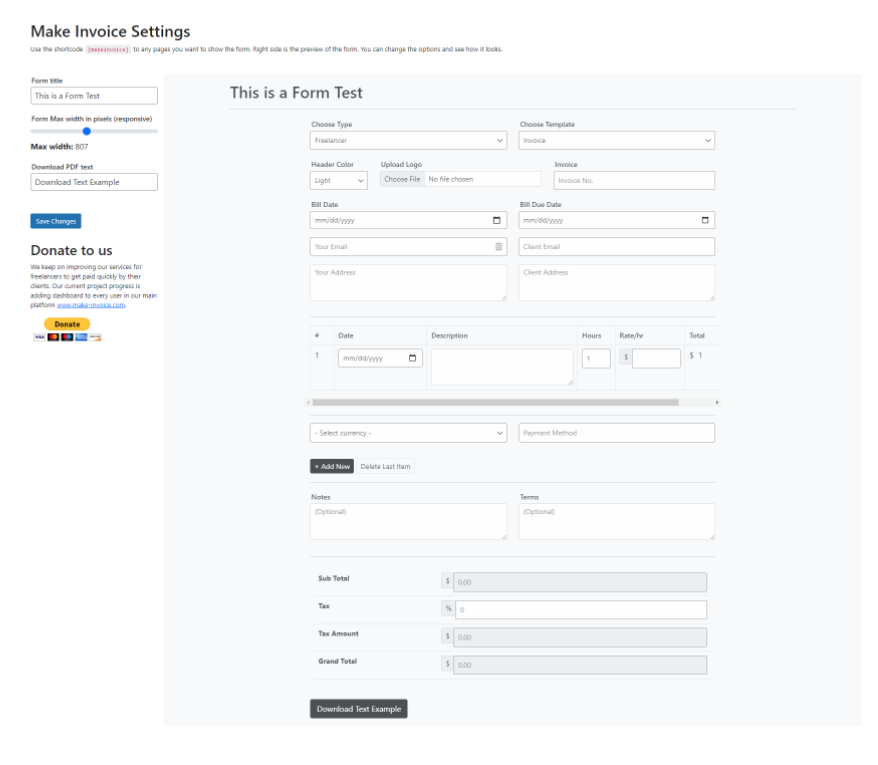 Make Invoice Settings
Use the shortcode [makeinvoice] to any pages you want to show the form. Right side is the preview of the form. You can change the options and see how it looks.
Form title
This is a Form Test
Form Max width in pixels (responsive)
Max width: 807
Download PDF text
Download Text Example
Save Changes
Donate to us
We keep on improving our services for
freelancers to get paid quickly by their
clients. Our current project progress is
adding dashboard to every user in our main
platform www.make-invoice.com.
Donate
VISA
This is a Form Test
Choose Type
Choose Template
Freelancer
Invoice
Header Color
Upload Logo
Invoice
Light
Choose File No file chosen
Invoice No.
Bill Date
Bill Due Date
mm/dd/yyyy
mm/dd/yyyy
Your Email
Client Email
Your Address
Client Address
# Date Description Hours Rate/hr Total
1 mm/dd/yyyy 1 $ $ 1
- Select currency -
Payment Method
+ Add New Delete Last Item
Notes
Terms
(Optional)
(Optional)
Sub Total $ 0.00
Tax % 0
Tax Amount $ 0.00
Grand Total $ 0.00
Download Text Example